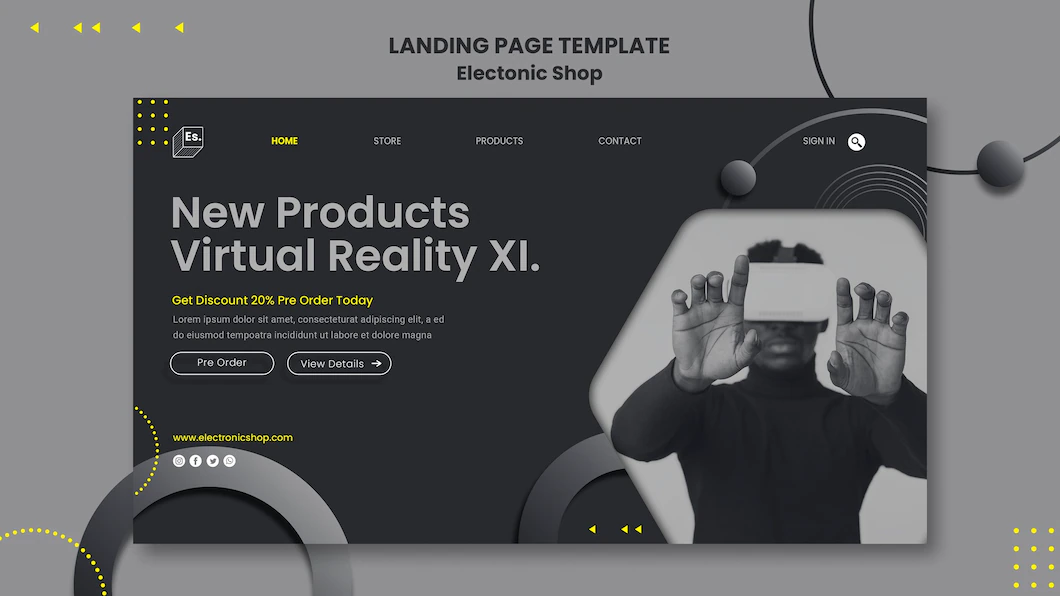 LANDING PAGE TEMPLATE
Electonic Shop
Es.
HOME
STORE
PRODUCTS
CONTACT
SIGN IN
New Products
Virtual Reality XI.
Get Discount 20% Pre Order Today
Lorem ipsum dolor sit amet, consecteturat adipiscing elit, a ed
do eiusmod tempoatra incididunt ut labore et dolore magna
Pre Order
View Details
www.electronicshop.com